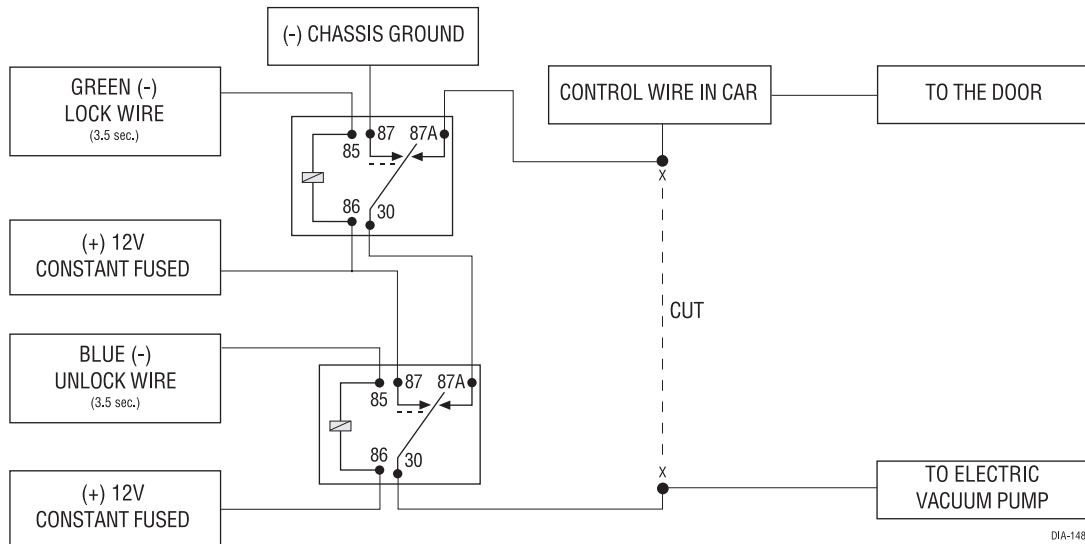 (-) CHASSIS GROUND
GREEN (-)
LOCK WIRE
(3.5 sec.)
CONTROL WIRE IN CAR
TO THE DOOR
87
87A
85
86
30
X
(+) 12V
CONSTANT FUSED
CUT
BLUE (-)
UNLOCK WIRE
(3.5 sec.)
87
87A
85
86
30
X
(+) 12V
CONSTANT FUSED
TO ELECTRIC
VACUUM PUMP
DIA-148